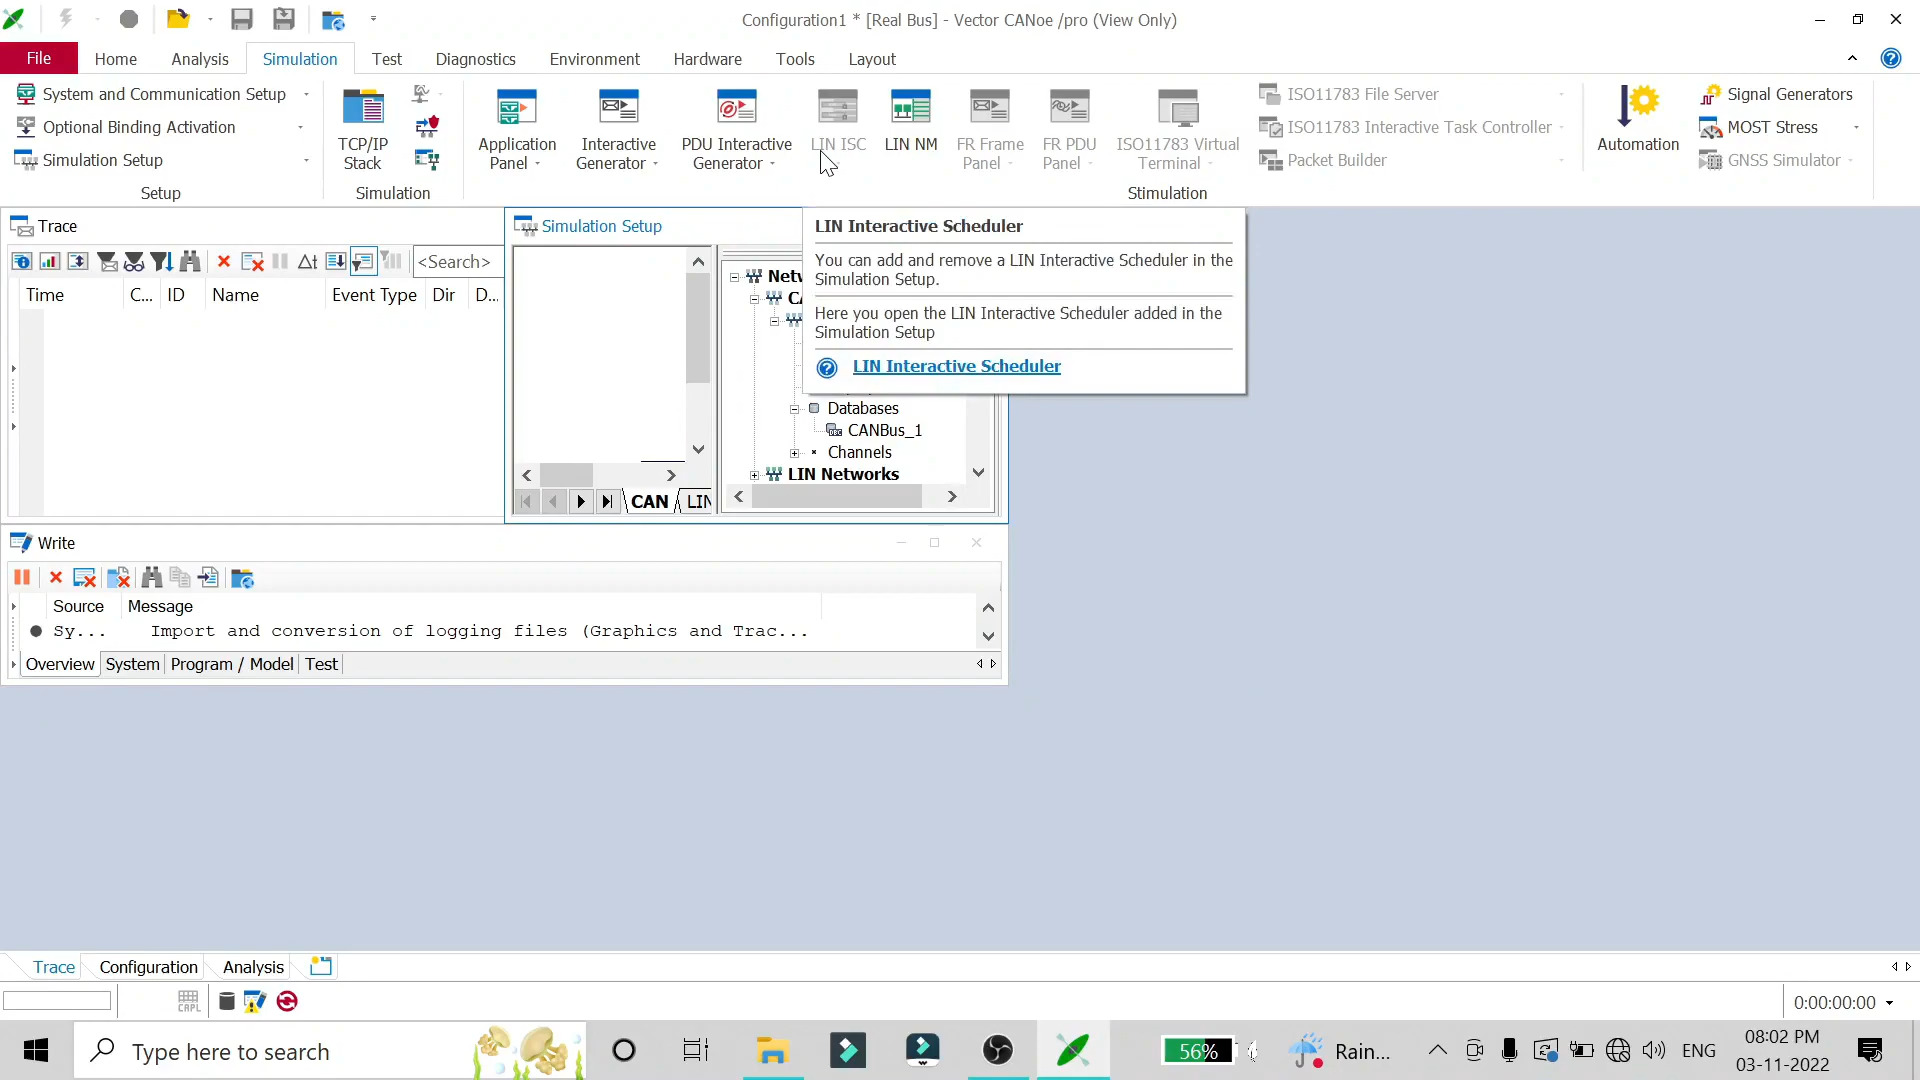 Configuration1 * [Real Bus] - Vector CANoe /pro (View Only)
File
Home
Analysis
Simulation
Test
Diagnostics
Environment
Hardware
Tools
Layout
System and Communication Setup
Optional Binding Activation
Simulation Setup
Setup
TCP/IP
Stack
Simulation
Application
Panel
Interactive
Generator
PDU Interactive
Generator
LIN ISC
LIN NM
FR Frame
Panel
FR PDU
Panel
ISO11783 Virtual
Terminal
ISO11783 File Server
ISO11783 Interactive Task Controller
Packet Builder
Stimulation
Automation
Signal Generators
MOST Stress
GNSS Simulator
Trace
<Search>
Time
C...
ID
Name
Event Type
Dir
D...
Simulation Setup
CAN
LIN
Netw
CA
Databases
CANBus_1
Channels
LIN Networks
LIN Interactive Scheduler
You can add and remove a LIN Interactive Scheduler in the
Simulation Setup.
Here you open the LIN Interactive Scheduler added in the
Simulation Setup
LIN Interactive Scheduler
Write
Source
Message
Sy...
Import and conversion of logging files (Graphics and Trac...
Overview
System
Program / Model
Test
Trace
Configuration
Analysis
CAPL
0:00:00:00
Type here to search
56%
Rain...
ENG
08:02 PM
03-11-2022